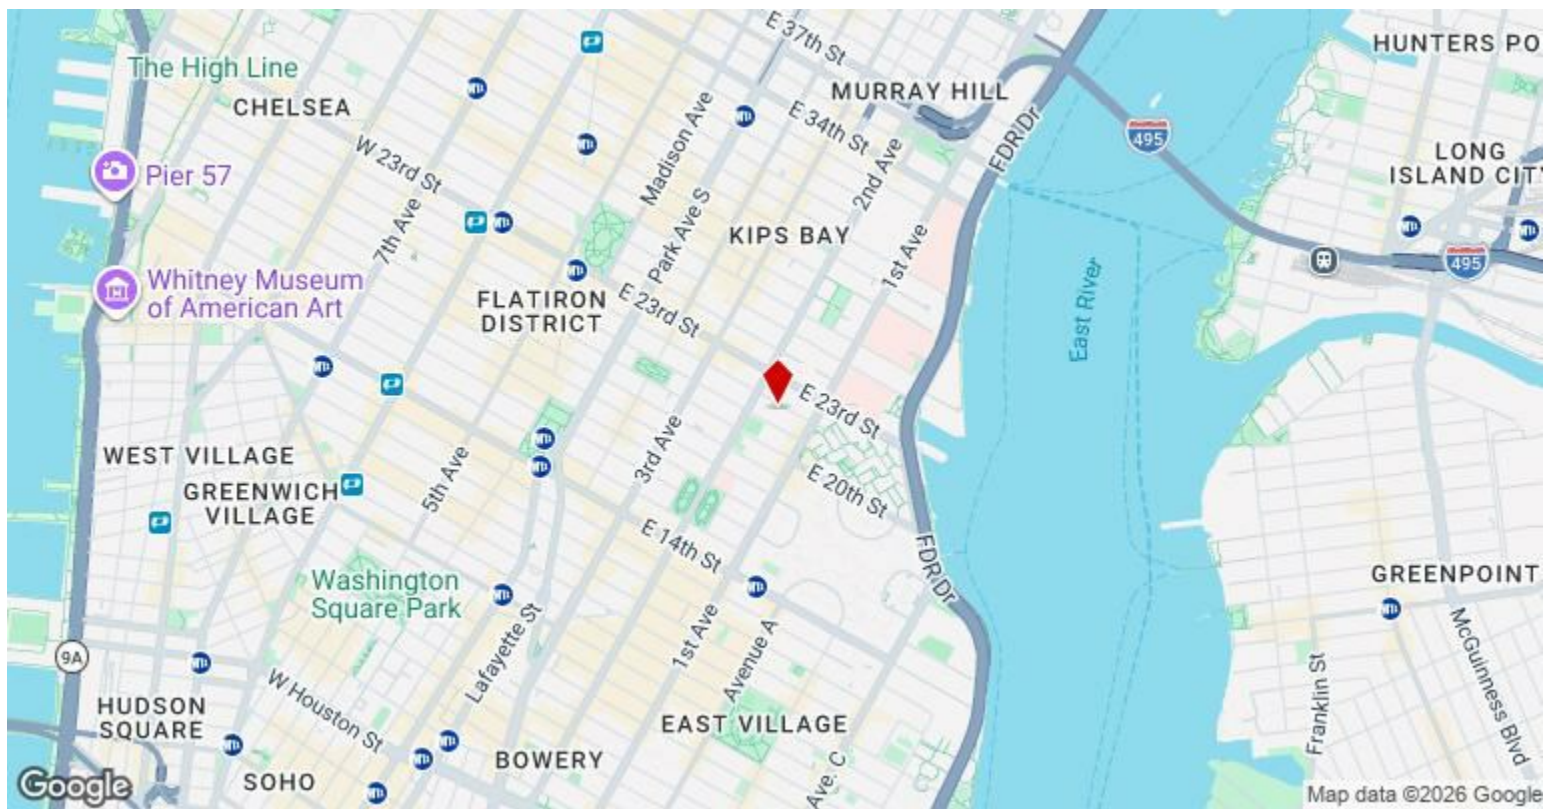 E 37th St
HUNTERS PO
The High Line
MURRAY HILL
CHELSEA
E 34th St
Madison Ave
FDR Dr
495
LONG
ISLAND CITY
W 23rd St
Pier 57
2nd Ave
7th Ave
Park Ave S
KIPS BAY
1st Ave
495
Whitney Museum
of American Art
FLATIRON
DISTRICT
E 23rd St
East River
E 23rd St
3rd Ave
WEST VILLAGE
5th Ave
GREENWICH
VILLAGE
E 20th St
E 14th St
FDR Dr
Washington
Square Park
GREENPOINT
Lafayette St
1st Ave
Avenue A
McGuinness Blvd
9A
W Houston St
HUDSON
SQUARE
EAST VILLAGE
Franklin St
BOWERY
SOHO
Ave. C
Google
Map data ©2026 Google